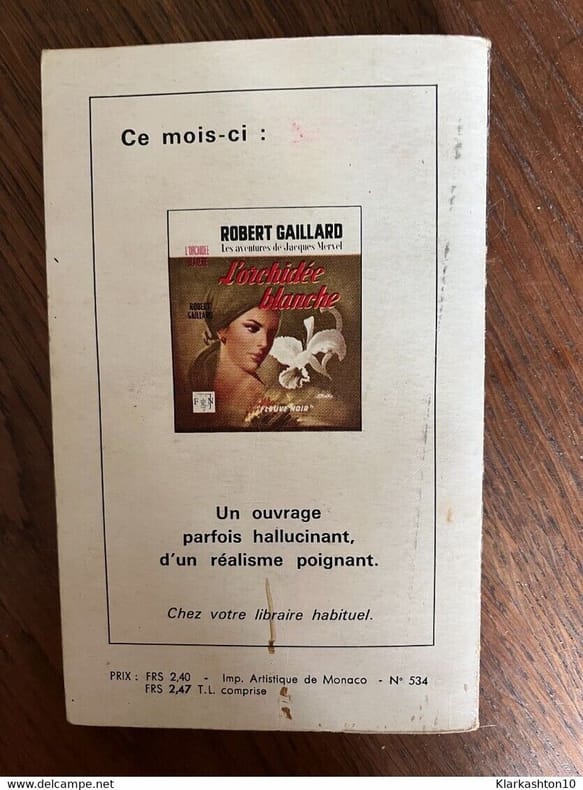 Ce mois-ci :
ROBERT GAILLARD
Les aventures de Jacques Mervel
L'ORCHIDÉE
BLANCHE
L'orchidée
blanche
ROBERT
GAILLARD
F N
"FLEUVE NOIR"
Un ouvrage
parfois hallucinant,
d'un réalisme poignant.
Chez votre libraire habituel.
PRIX : FRS 2,40 - Imp. Artistique de Monaco - N° 534
FRS 2,47 T.L. comprise
www.delcampe.net
Klarkashton10